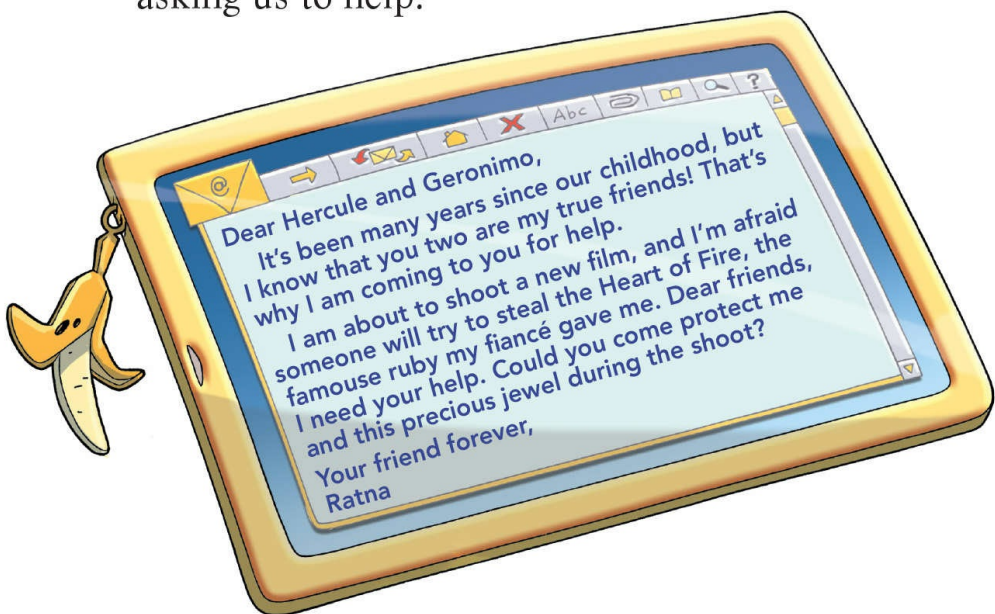 asking us to help.
@
Abc
?
Dear Hercule and Geronimo,
It's been many years since our childhood, but
I know that you two are my true friends! That's
why I am coming to you for help.
I am about to shoot a new film, and I'm afraid
someone will try to steal the Heart of Fire, the
famouse ruby my fiancé gave me. Dear friends,
I need your help. Could you come protect me
and this precious jewel during the shoot?
Your friend forever,
Ratna